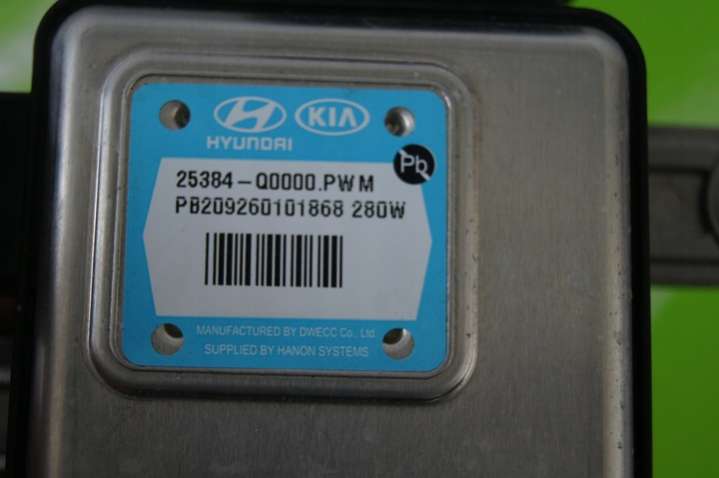 HYUNDAI KIA
Pb
25384-Q0000.PWM
PB209260101868 280W
MANUFACTURED BY DWECC Co., Ltd.
SUPPLIED BY HANON SYSTEMS